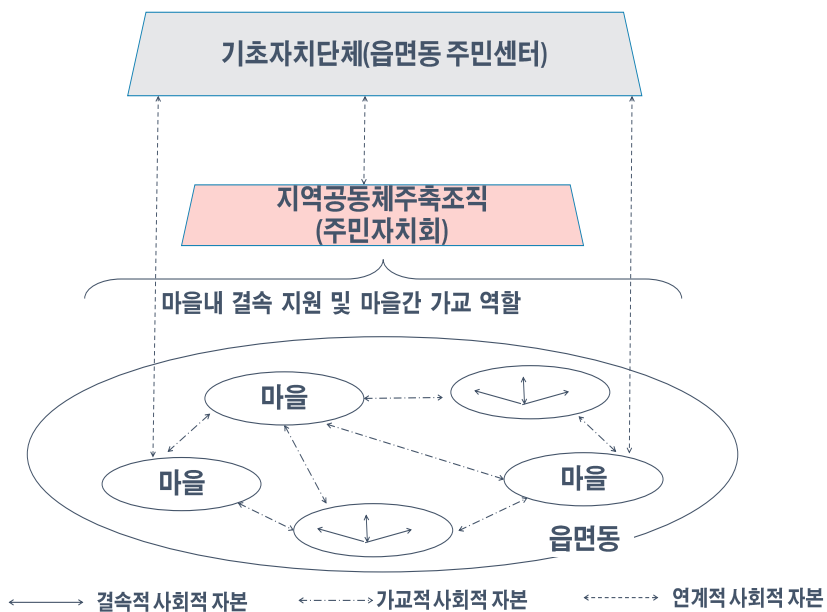 기초자치단체(읍면동 주민센터)
지역공동체주축조직
(주민자치회)
마을내 결속 지원 및 마을간 가교 역할
마을
마을
마을
읍면동
결속적 사회적 자본
가교적 사회적 자본
연계적 사회적 자본